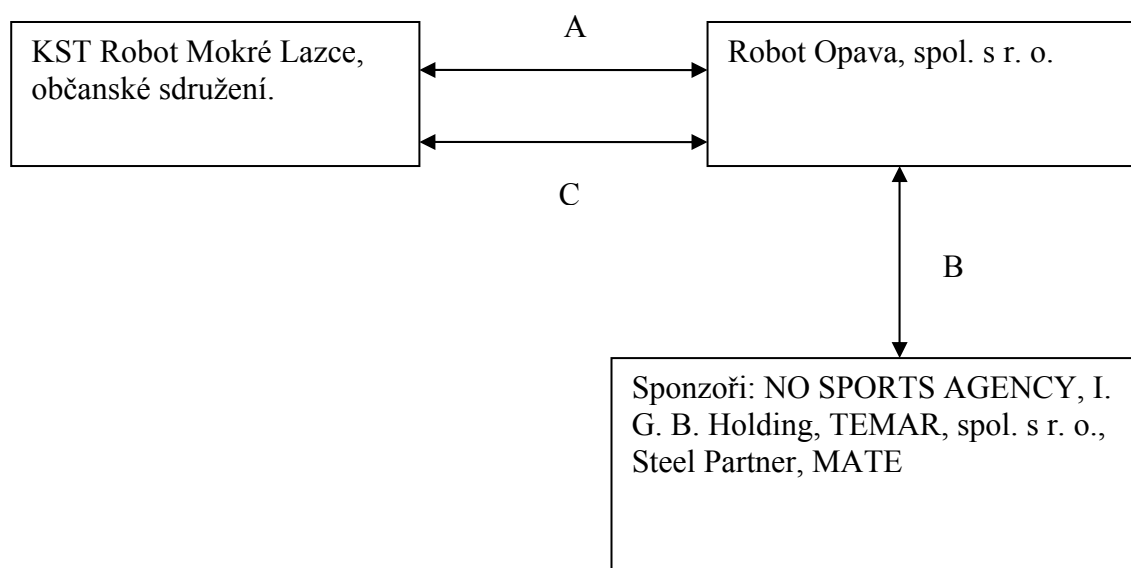 A
KST Robot Mokré Lazce,
občanské sdružení.
Robot Opava, spol. s r. o.
C
B
Sponzoři: NO SPORTS AGENCY, I.
G. B. Holding, TEMAR, spol. s r. o.,
Steel Partner, MATE